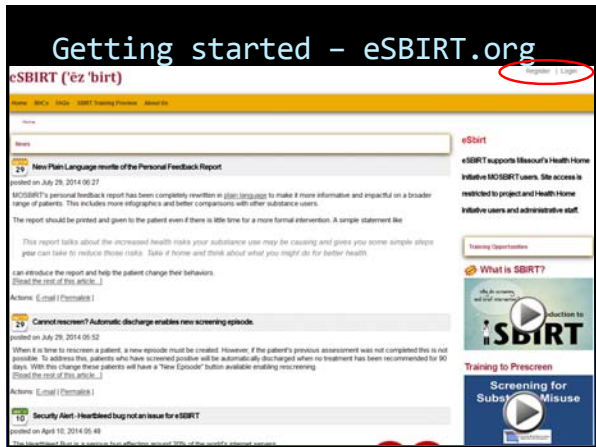 Getting started – eSBIRT.org
eSBIRT ('ēz 'birt)
Register | Login
Home BHCs FAQs SBIRT Training Preview About Us
Home
News
29 New Plain Language rewrite of the Personal Feedback Report
posted on July 29, 2014 06:27
MOSBIRT's personal feedback report has been completely rewritten in plain language to make it more informative and impactful on a broader
range of patients. This includes more infographics and better comparisons with other substance users.
The report should be printed and given to the patient even if there is little time for a more formal intervention. A simple statement like
This report talks about the increased health risks your substance use may be causing and gives you some simple steps
you can take to reduce those risks. Take it home and think about what you might do for better health.
can introduce the report and help the patient change their behaviors.
[Read the rest of this article...]
Actions: E-mail | Permalink |
29 Cannot rescreen? Automatic discharge enables new screening episode.
posted on July 29, 2014 05:52
When it is time to rescreen a patient, a new episode must be created. However, if the patient's previous assessment was not completed this is not
possible. To address this, patients who have screened positive will be automatically discharged when no treatment has been recommended for 90
days. With this change these patients will have a "New Episode" button available enabling rescreening.
[Read the rest of this article...]
Actions: E-mail | Permalink |
10 Security Alert - Heartbleed bug not an issue for eSBIRT
posted on April 10, 2014 05:48
The Heartbleed Bug is a serious bug affecting around 20% of the world's internet servers
eSbirt
eSBIRT supports Missouri's Health Home
Initiative MOSBIRT users. Site access is
restricted to project and Health Home
Initiative users and administrative staff.
Training Opportunities
What is SBIRT?
SBIRT
Training to Prescreen
Screening for
Misuse